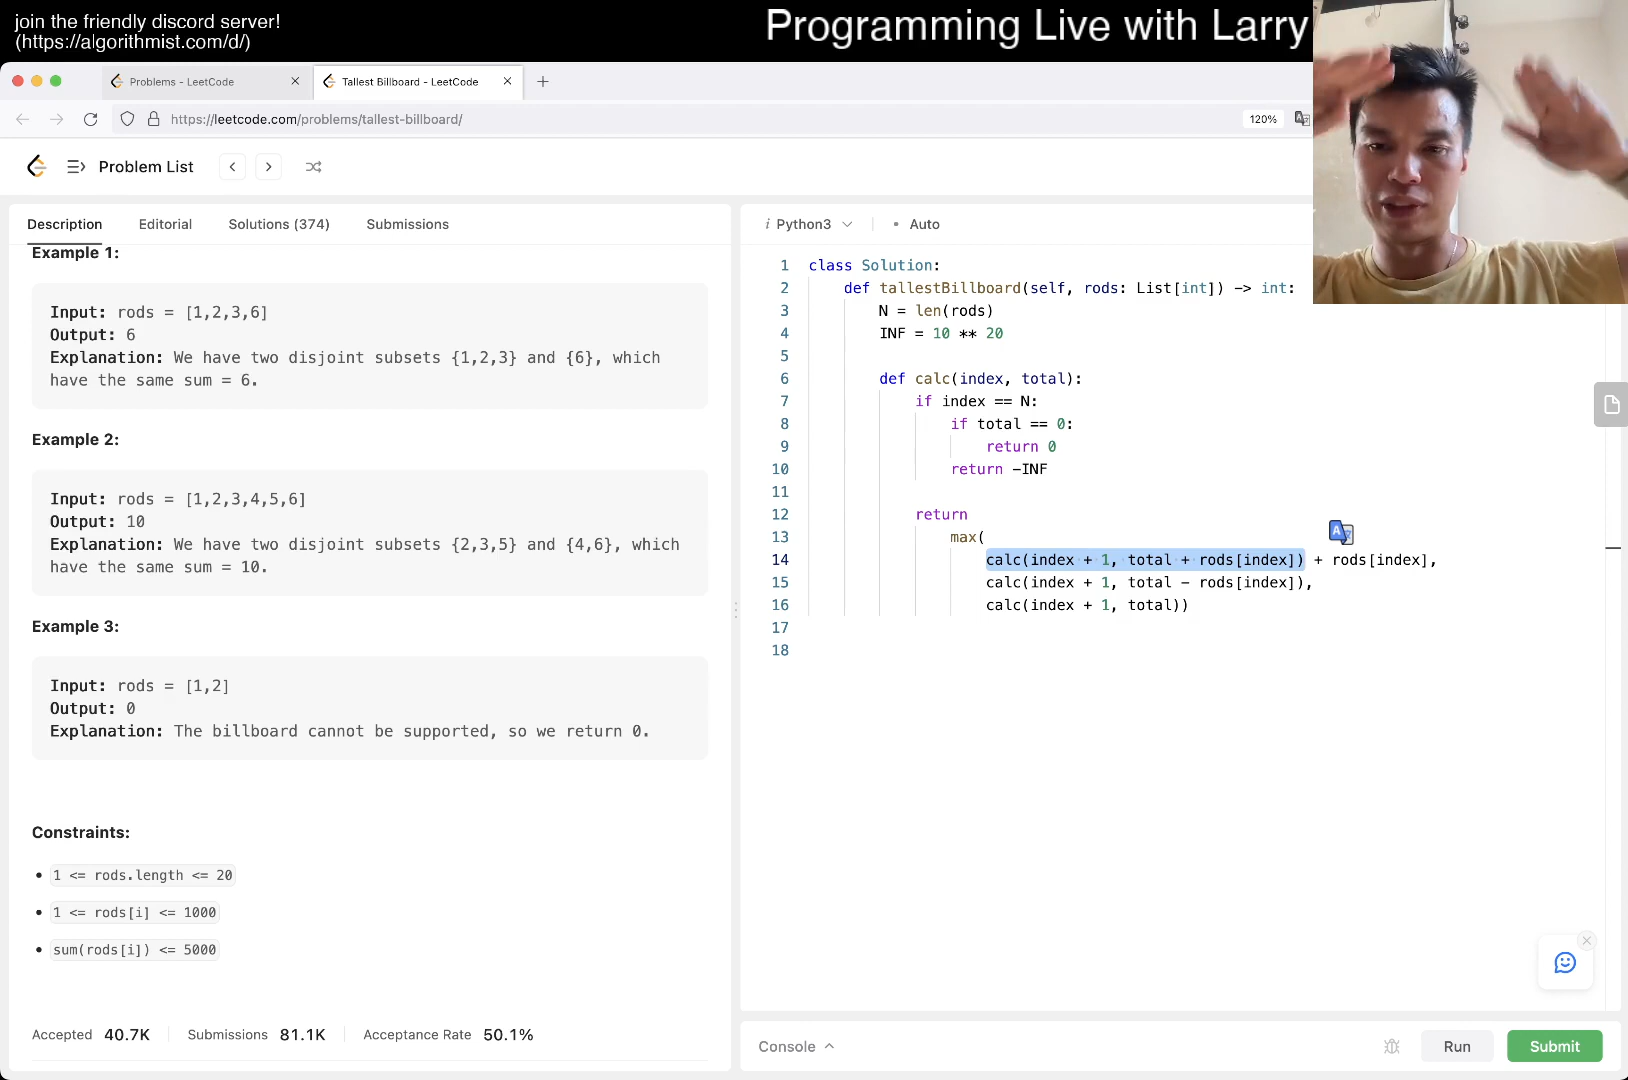 join the friendly discord server!
(https://algorithmist.com/d/)
Programming Live with Larry
Problems - LeetCode
Tallest Billboard - LeetCode
https://leetcode.com/problems/tallest-billboard/
120%
Problem List
Description Editorial Solutions (374) Submissions
Example 1:
Input: rods = [1,2,3,6]
Output: 6
Explanation: We have two disjoint subsets {1,2,3} and {6}, which
have the same sum = 6.
Example 2:
Input: rods = [1,2,3,4,5,6]
Output: 10
Explanation: We have two disjoint subsets {2,3,5} and {4,6}, which
have the same sum = 10.
Example 3:
Input: rods = [1,2]
Output: 0
Explanation: The billboard cannot be supported, so we return 0.
Constraints:
• 1 <= rods.length <= 20
• 1 <= rods[i] <= 1000
• sum(rods[i]) <= 5000
Accepted 40.7K Submissions 81.1K Acceptance Rate 50.1%
i Python3 Auto
1 class Solution:
2 def tallestBillboard(self, rods: List[int]) -> int:
3 N = len(rods)
4 INF = 10 ** 20
5
6 def calc(index, total):
7 if index == N:
8 if total == 0:
9 return 0
10 return -INF
11
12 return
13 max(
14 calc(index + 1, total + rods[index]) + rods[index],
15 calc(index + 1, total - rods[index]),
16 calc(index + 1, total))
17
18
Console
Run
Submit